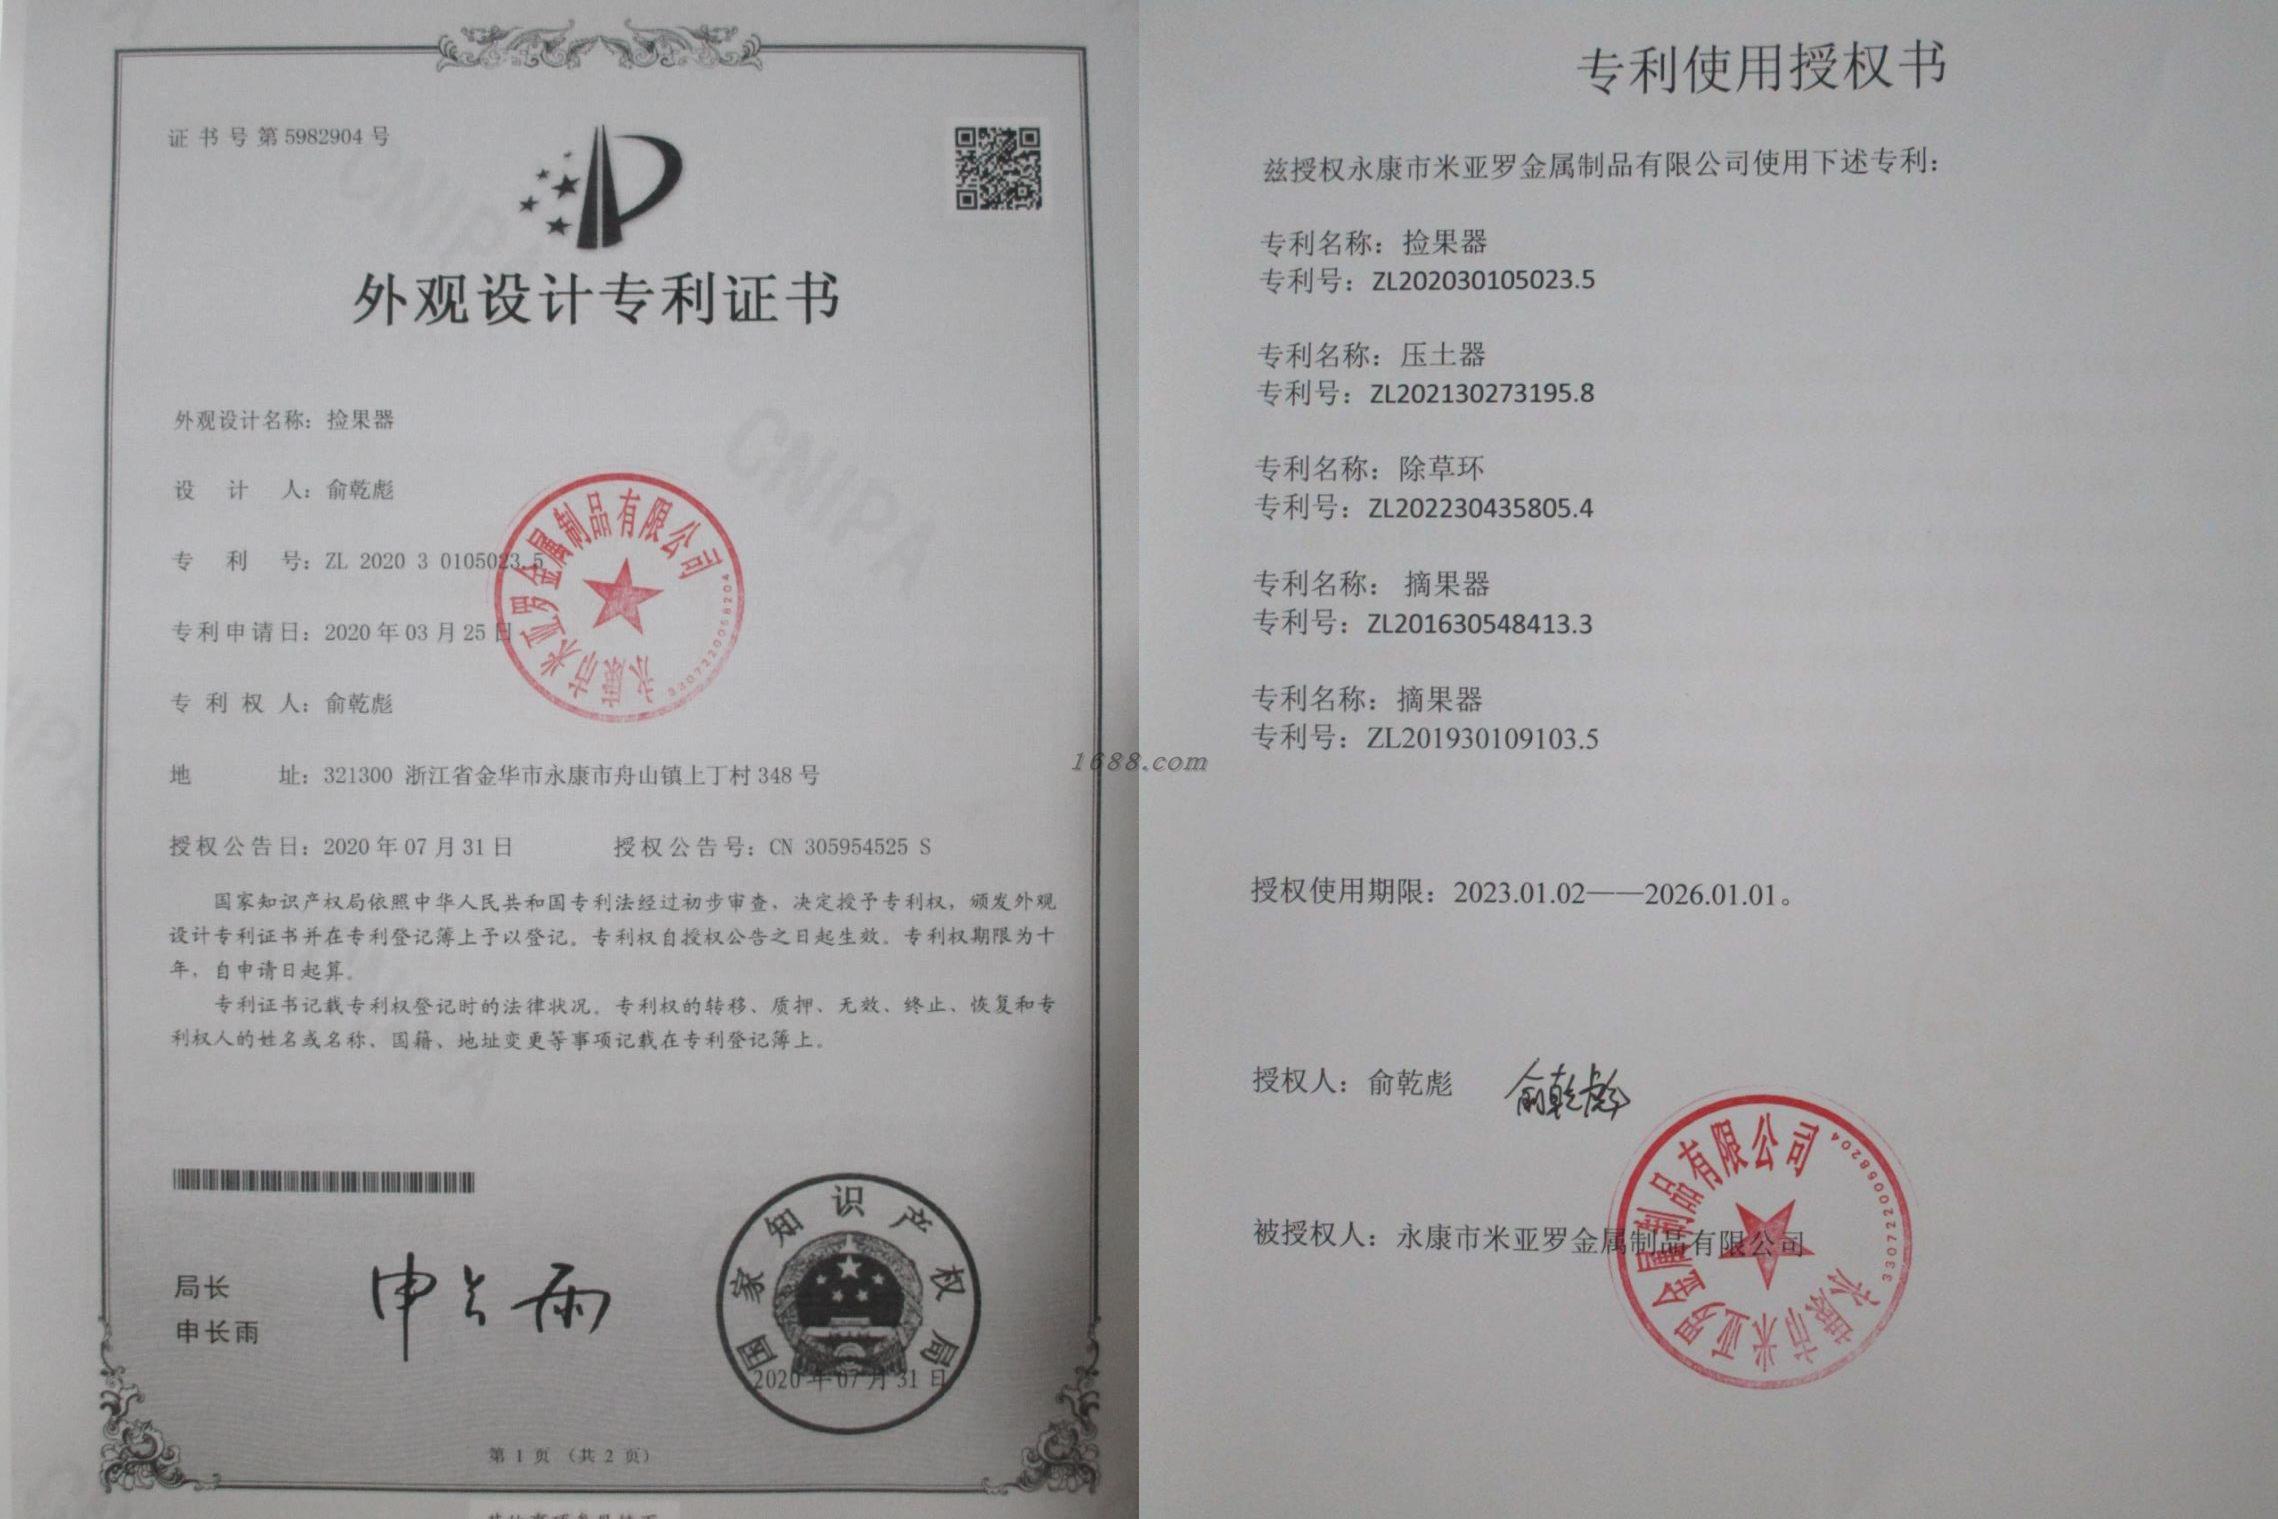 证书号第5982904号
外观设计专利证书
外观设计名称：捡果器
设计人：俞乾彪
专利号：ZL 2020 3 0105023.5
专利申请日：2020年03月25日
专利权人：俞乾彪
地址：321300 浙江省金华市永康市舟山镇上丁村348号
授权公告日：2020年07月31日 授权公告号：CN 305954525 S
国家知识产权局依照中华人民共和国专利法经过初步审查，决定授予专利权，颁发外观
设计专利证书并在专利登记簿上予以登记。专利权自授权公告之日起生效。专利权期限为十
年，自申请日起算。
专利证书记载专利权登记时的法律状况。专利权的转移、质押、无效、终止、恢复和专
利权人的姓名或名称、国籍、地址变更等事项记载在专利登记簿上。
局长
申长雨
申长雨
国家知识产权局
2020年07月31日
第 1 页 （共 2 页）
永康市米亚罗金属制品有限公司
3307220058204
CNIPA
1688.com
专利使用授权书
兹授权永康市米亚罗金属制品有限公司使用下述专利：
专利名称：捡果器
专利号：ZL202030105023.5
专利名称：压土器
专利号：ZL202130273195.8
专利名称：除草环
专利号：ZL202230435805.4
专利名称： 摘果器
专利号：ZL201630548413.3
专利名称：摘果器
专利号：ZL201930109103.5
授权使用期限：2023.01.02——2026.01.01。
授权人：俞乾彪 俞乾彪
被授权人：永康市米亚罗金属制品有限公司
永康市米亚罗金属制品有限公司
3307220058204